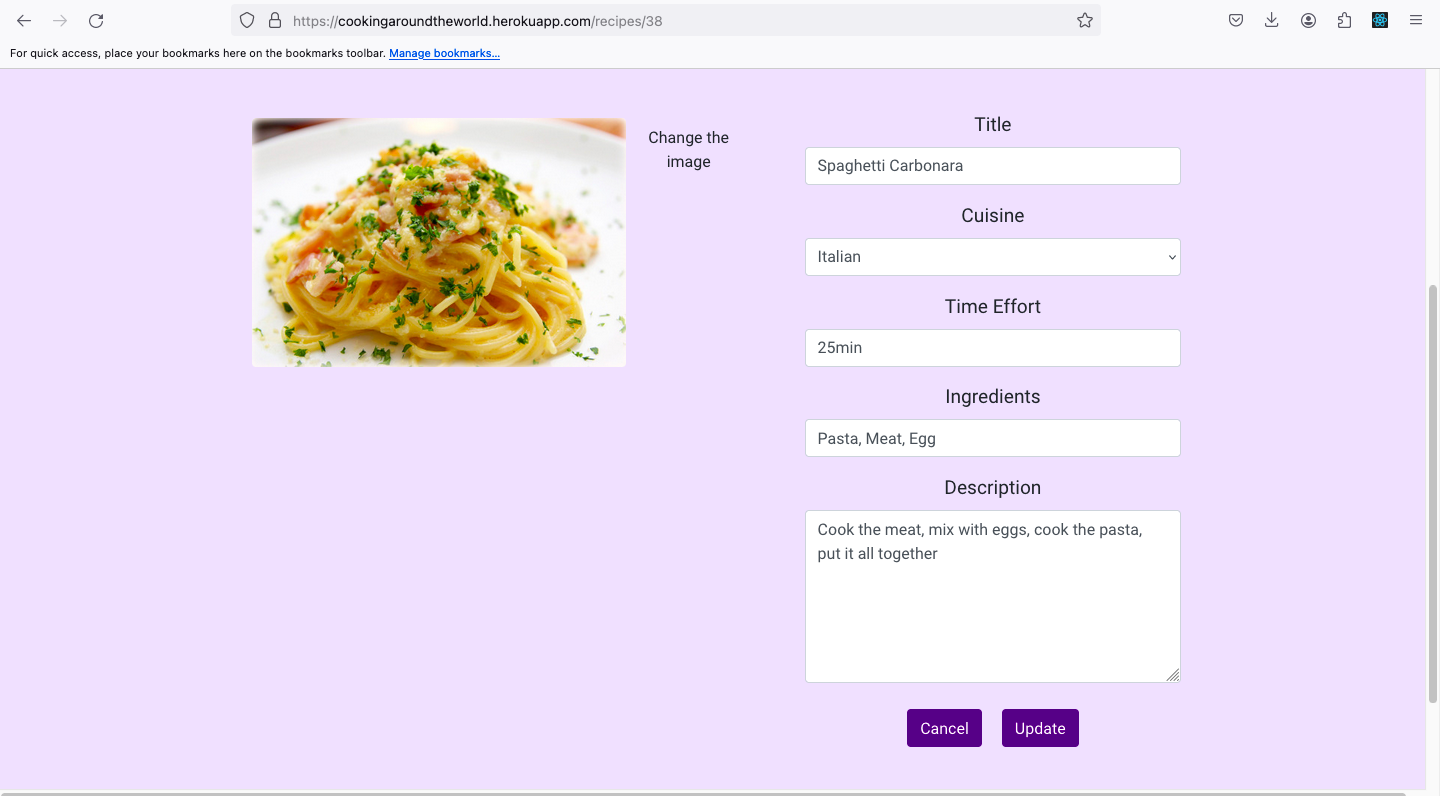 https://cookingaroundtheworld.herokuapp.com/recipes/38
For quick access, place your bookmarks here on the bookmarks toolbar. Manage bookmarks...
Change the
image
Title
Spaghetti Carbonara
Cuisine
Italian
Time Effort
25min
Ingredients
Pasta, Meat, Egg
Description
Cook the meat, mix with eggs, cook the pasta,
put it all together
Cancel Update